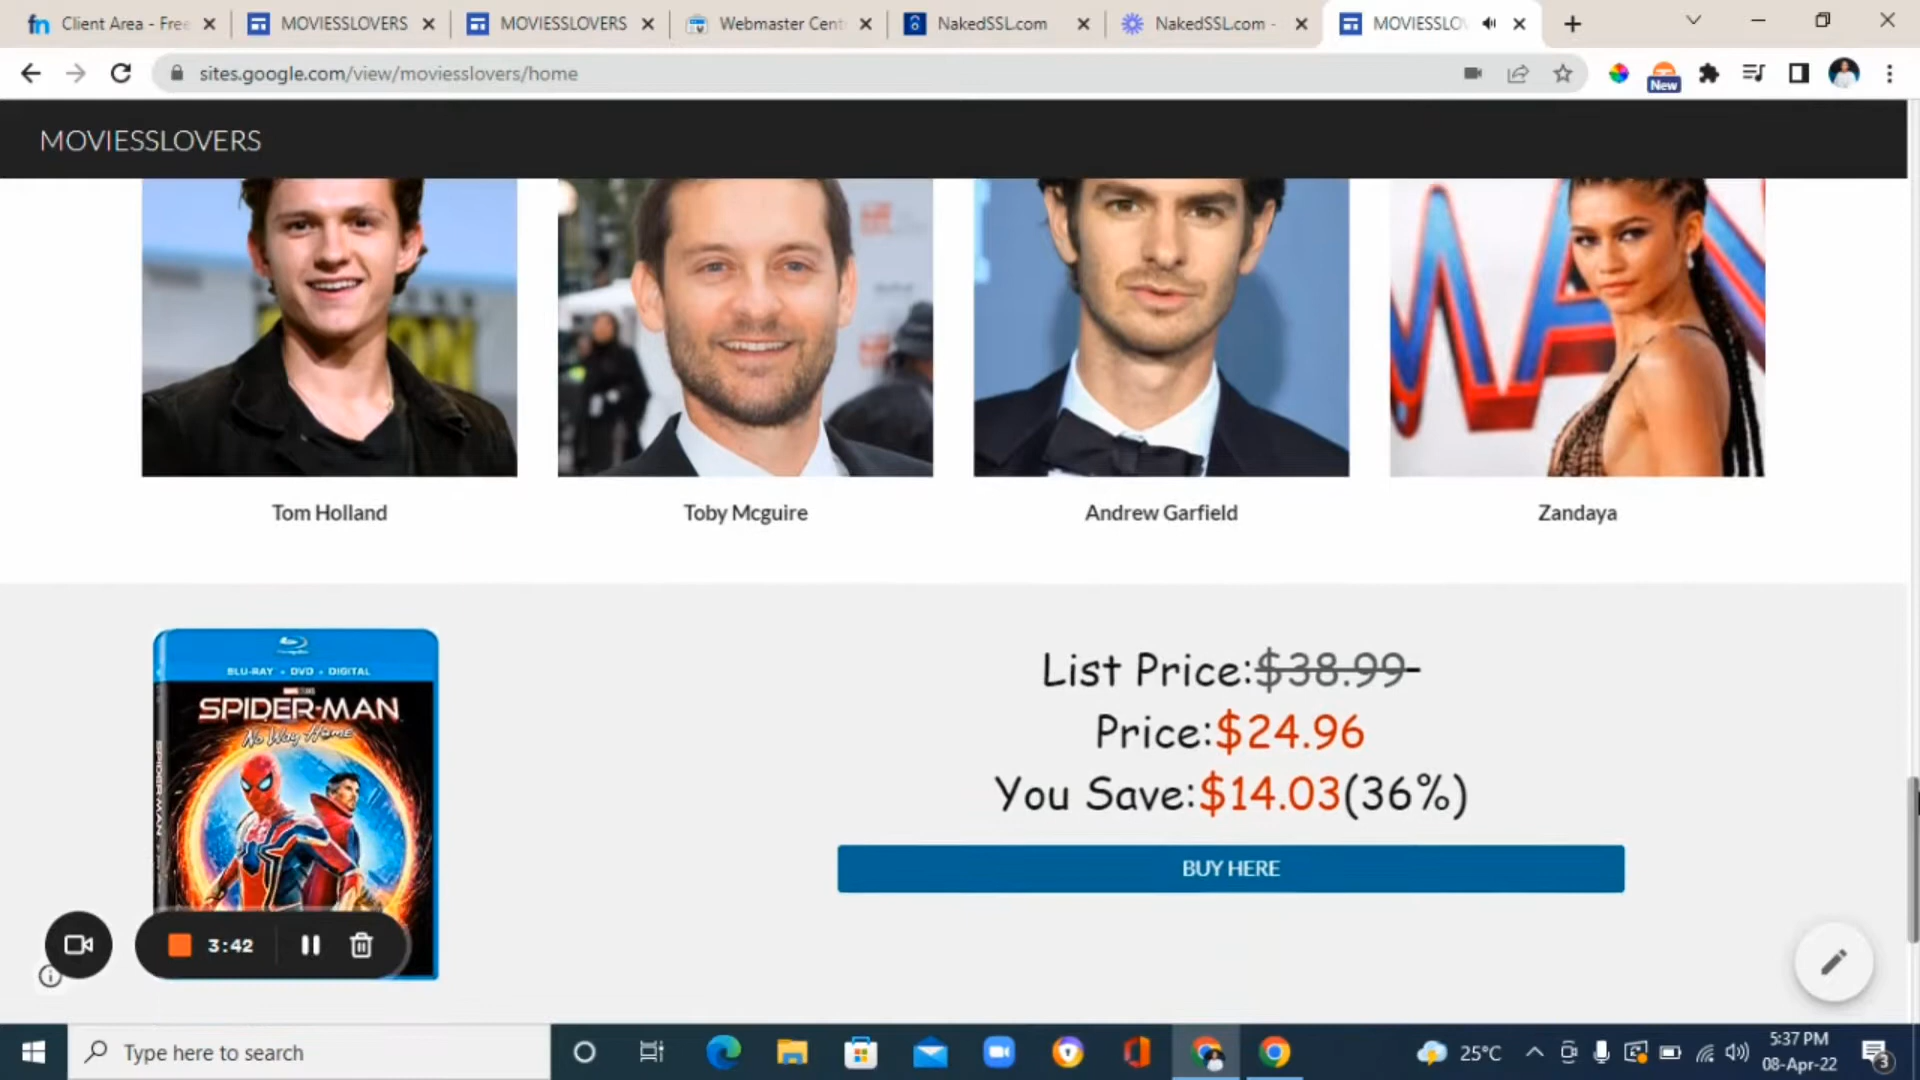 Client Area - Free
MOVIESSLOVERS
MOVIESSLOVERS
Webmaster Cent
NakedSSL.com
NakedSSL.com -
MOVIESSLOV
sites.google.com/view/moviesslovers/home
New
MOVIESSLOVERS
Tom Holland
Toby Mcguire
Andrew Garfield
Zandaya
BLU-RAY + DVD + DIGITAL
SPIDER-MAN
No Way Home
List Price:$38.99
Price:$24.96
You Save:$14.03(36%)
BUY HERE
3:42
Type here to search
25°C
5:37 PM
08-Apr-22
3